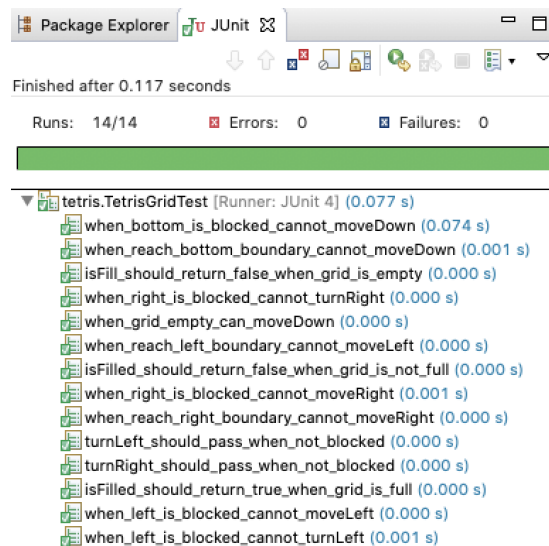 Package Explorer JUnit
Finished after 0.117 seconds
Runs: 14/14 Errors: 0 Failures: 0
tetris.TetrisGridTest [Runner: JUnit 4] (0.077 s)
when_bottom_is_blocked_cannot_moveDown (0.074 s)
when_reach_bottom_boundary_cannot_moveDown (0.001 s)
isFill_should_return_false_when_grid_is_empty (0.000 s)
when_right_is_blocked_cannot_turnRight (0.000 s)
when_grid_empty_can_moveDown (0.000 s)
when_reach_left_boundary_cannot_moveLeft (0.000 s)
isFilled_should_return_false_when_grid_is_not_full (0.000 s)
when_right_is_blocked_cannot_moveRight (0.001 s)
when_reach_right_boundary_cannot_moveRight (0.000 s)
turnLeft_should_pass_when_not_blocked (0.000 s)
turnRight_should_pass_when_not_blocked (0.000 s)
isFilled_should_return_true_when_grid_is_full (0.000 s)
when_left_is_blocked_cannot_moveLeft (0.000 s)
when_left_is_blocked_cannot_turnLeft (0.001 s)